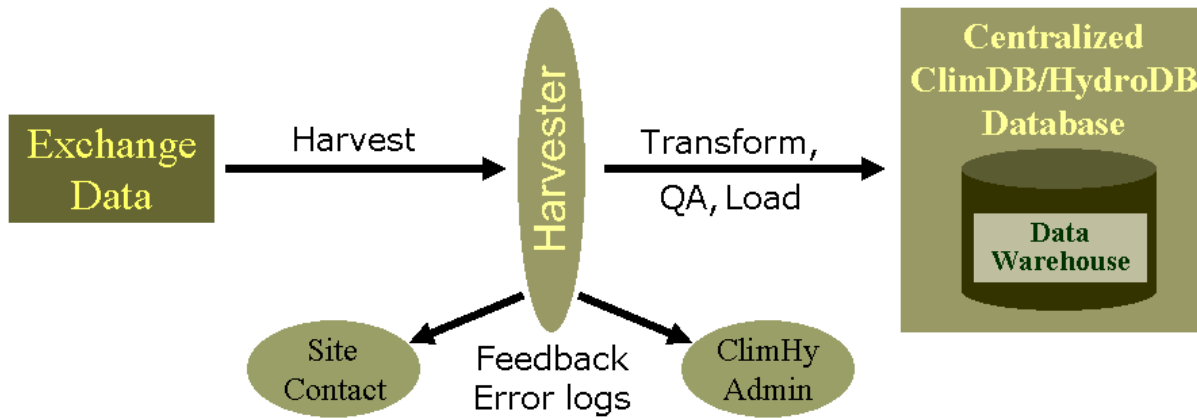 Exchange
Data
Harvest
Harvester
Transform,
QA, Load
Centralized
ClimDB/HydroDB
Database
Data
Warehouse
Site
Contact
Feedback
Error logs
ClimHy
Admin